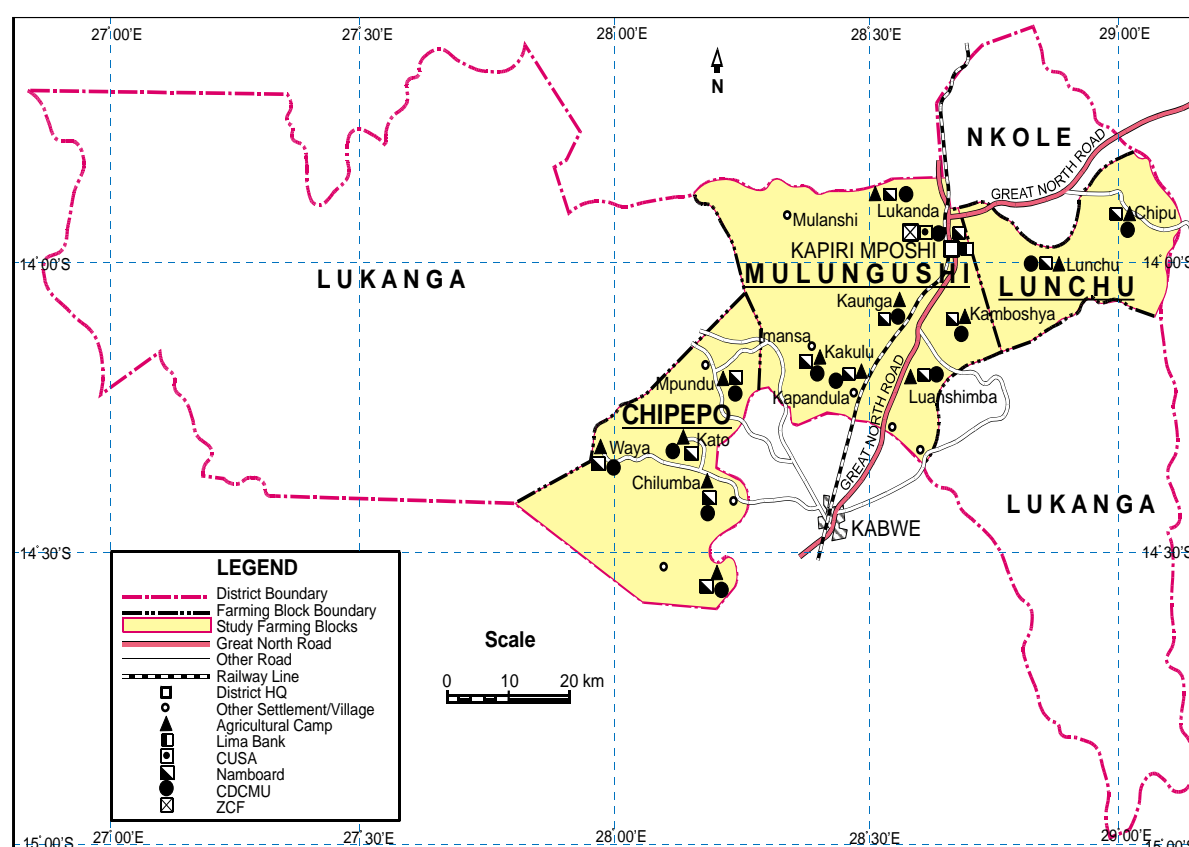 27°00'E
27°30'E
28°00'E
28°30'E
29°00'E
N
NKOLE
GREAT NORTH ROAD
Mulanshi
Lukanda
Chipu
KAPIRI MPOSHI
14°00'S
14°00'S
LUKANGA
MULUNGUSHI
Lunchu
LUNCHU
Kaunga
Kamboshya
Imansa
Kakulu
Mpundu
Kapandula
Luanshimba
GREAT NORTH ROAD
CHIPEPO
Waya
Kato
Chilumba
LUKANGA
KABWE
14°30'S
14°30'S
LEGEND
District Boundary
Farming Block Boundary
Study Farming Blocks
Great North Road
Other Road
Railway Line
District HQ
Other Settlement/Village
Agricultural Camp
Lima Bank
CUSA
Namboard
CDCMU
ZCF
Scale
0 10 20 km
27°00'E
27°30'E
28°00'E
28°30'E
29°00'E
15°00'S
15°00'S